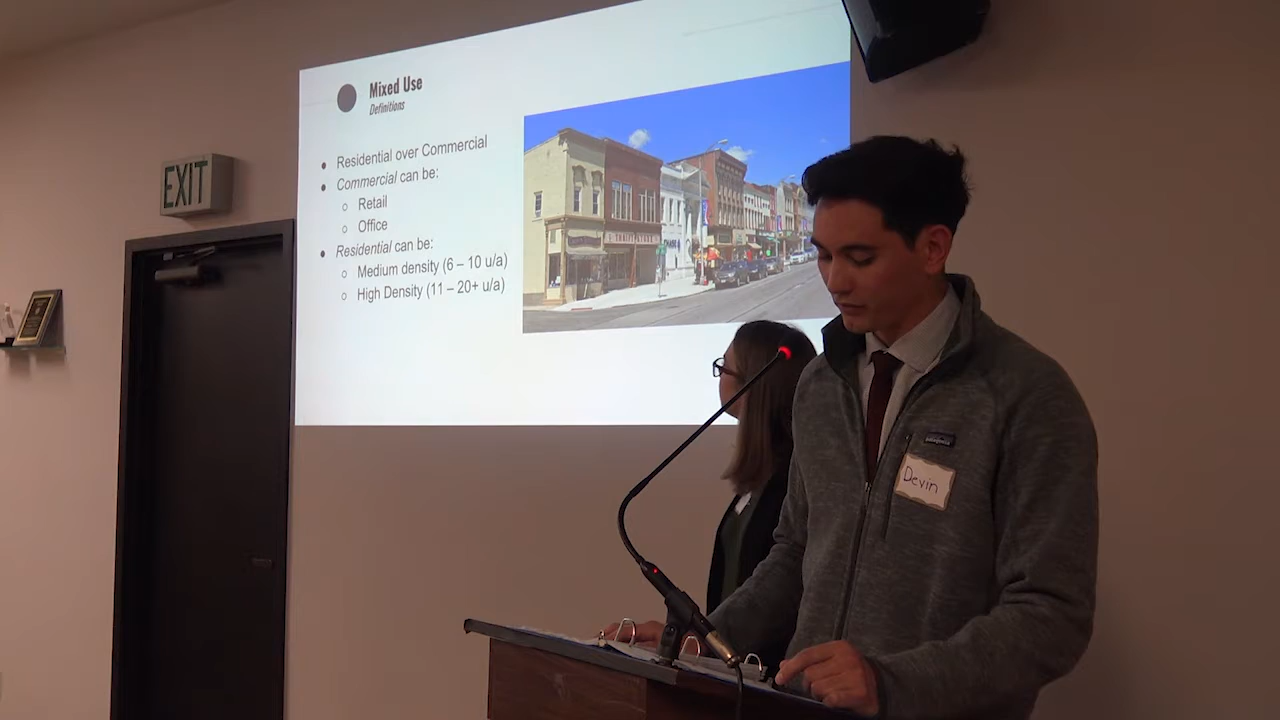 Mixed Use
Definitions
Residential over Commercial
Commercial can be:
Retail
Office
Residential can be:
Medium density (6 – 10 u/a)
High Density (11 – 20+ u/a)
EXIT
patagonia
Devin